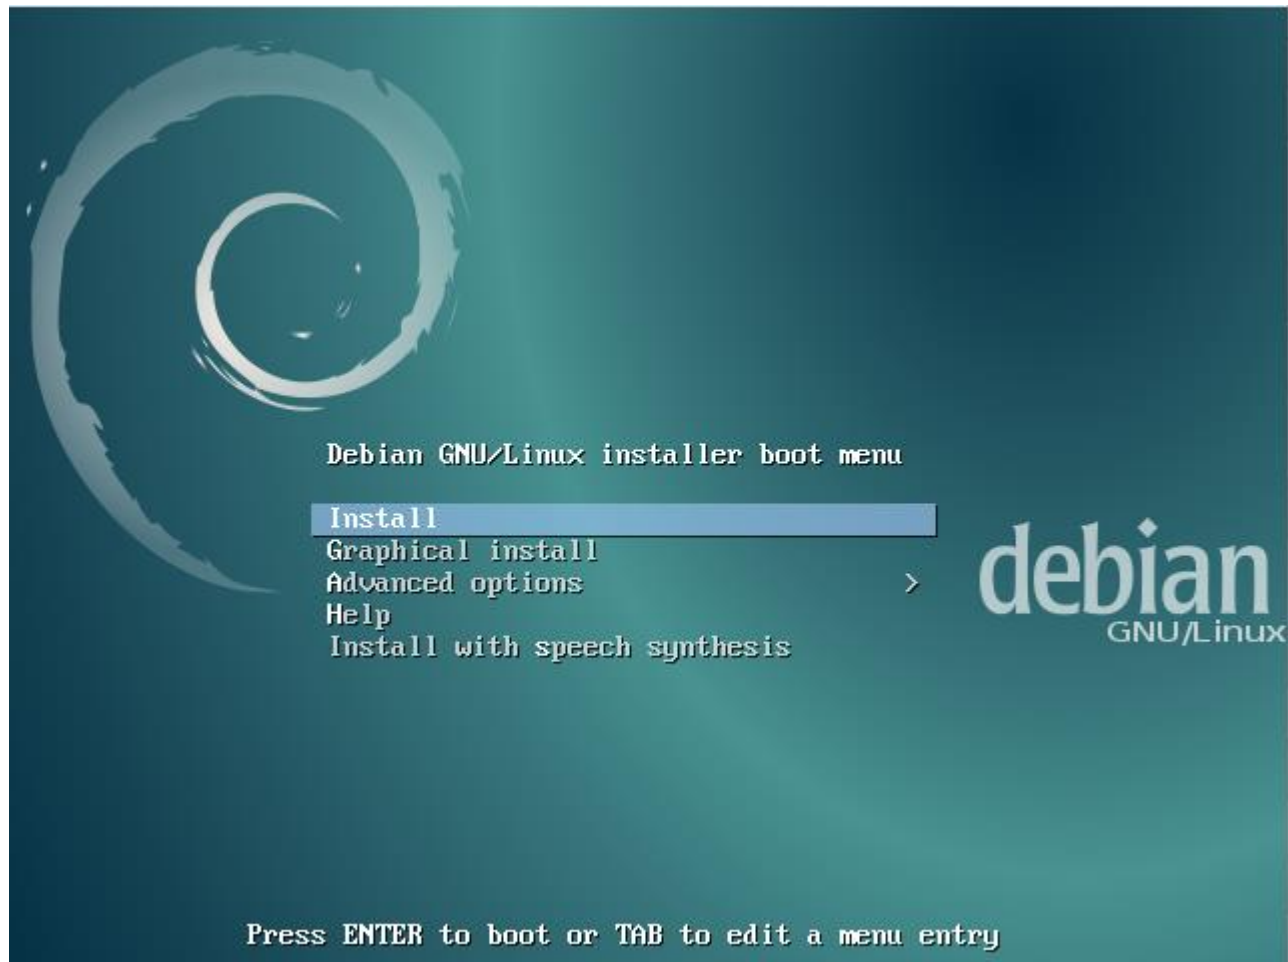 Debian GNU/Linux installer boot menu
Install
Graphical install
Advanced options >
Help
Install with speech synthesis
debian
GNU/Linux
Press ENTER to boot or TAB to edit a menu entry